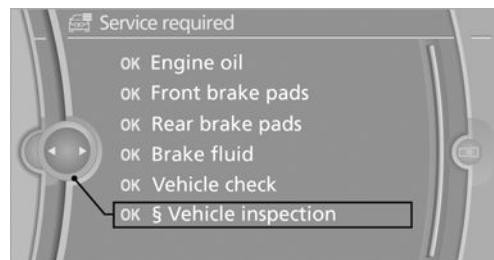 Service required
OK Engine oil
OK Front brake pads
OK Rear brake pads
OK Brake fluid
OK Vehicle check
OK § Vehicle inspection